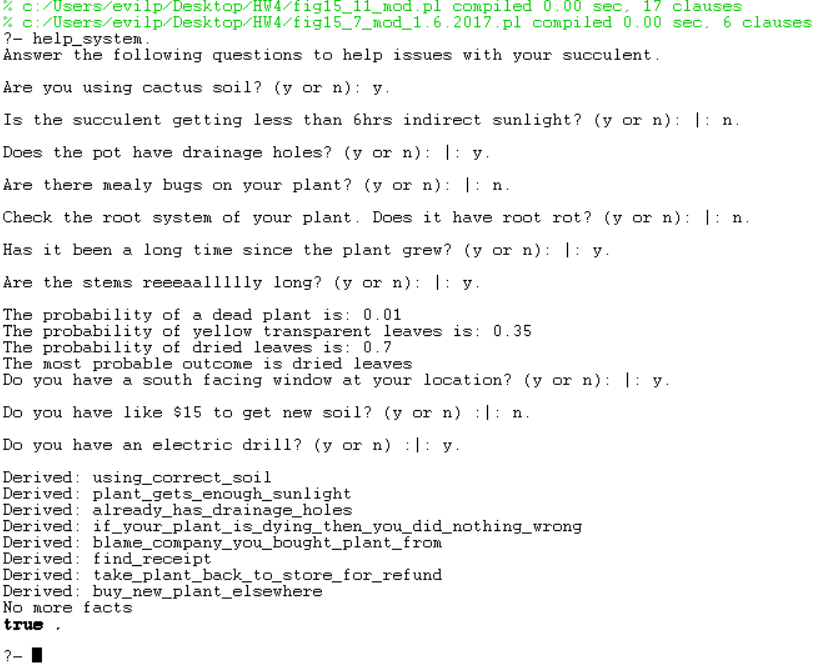 % c:/Users/evilp/Desktop/HW4/fig15_11_mod.pl compiled 0.00 sec, 17 clauses
% c:/Users/evilp/Desktop/HW4/fig15_7_mod_1.6.2017.pl compiled 0.00 sec, 6 clauses
?- help_system.
Answer the following questions to help issues with your succulent.
Are you using cactus soil? (y or n): y.
Is the succulent getting less than 6hrs indirect sunlight? (y or n): |: n.
Does the pot have drainage holes? (y or n): |: y.
Are there mealy bugs on your plant? (y or n): |: n.
Check the root system of your plant. Does it have root rot? (y or n): |: n.
Has it been a long time since the plant grew? (y or n): |: y.
Are the stems reeeaallllly long? (y or n): |: y.
The probability of a dead plant is: 0.01
The probability of yellow transparent leaves is: 0.35
The probability of dried leaves is: 0.7
The most probable outcome is dried leaves
Do you have a south facing window at your location? (y or n): |: y.
Do you have like $15 to get new soil? (y or n) :|: n.
Do you have an electric drill? (y or n) :|: y.
Derived: using_correct_soil
Derived: plant_gets_enough_sunlight
Derived: already_has_drainage_holes
Derived: if_your_plant_is_dying_then_you_did_nothing_wrong
Derived: blame_company_you_bought_plant_from
Derived: find_receipt
Derived: take_plant_back_to_store_for_refund
Derived: buy_new_plant_elsewhere
No more facts
true .
?-